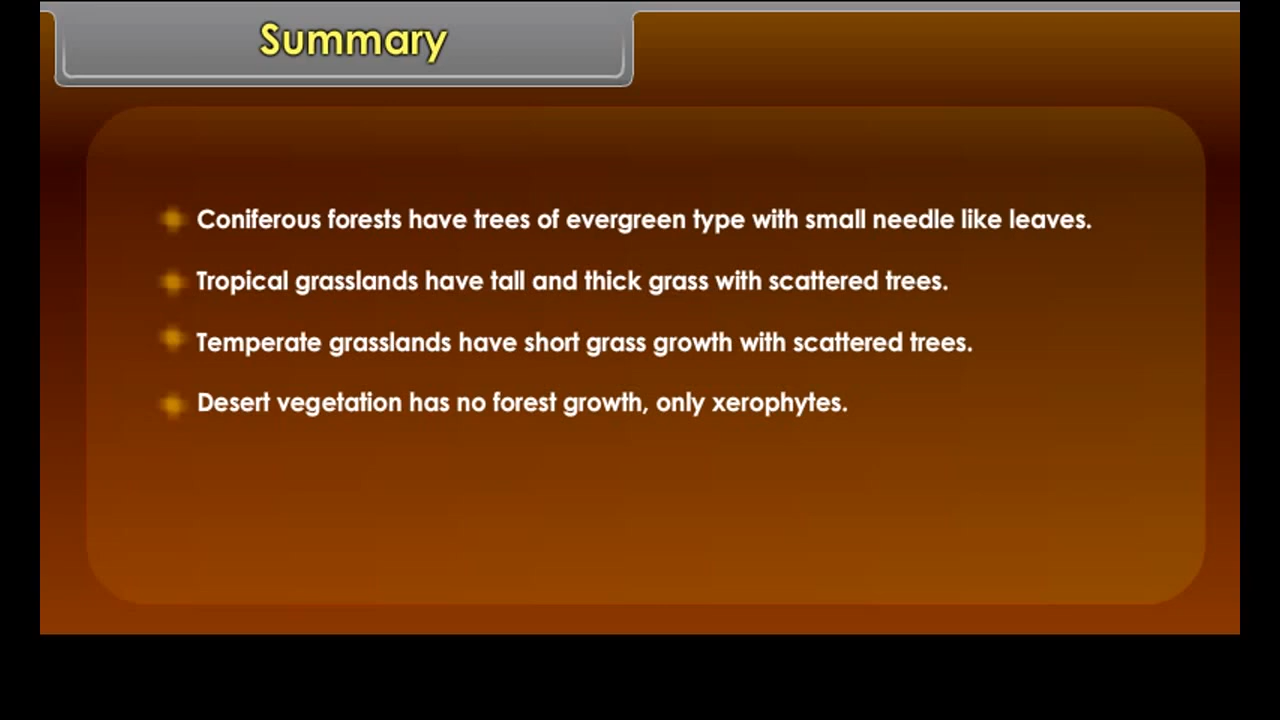 Summary
Coniferous forests have trees of evergreen type with small needle like leaves.
Tropical grasslands have tall and thick grass with scattered trees.
Temperate grasslands have short grass growth with scattered trees.
Desert vegetation has no forest growth, only xerophytes.